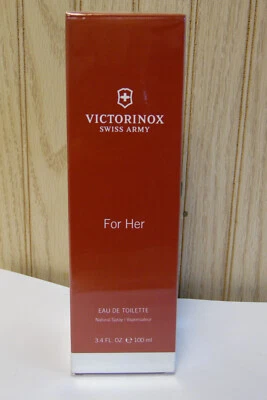 VICTORINOX
SWISS ARMY
For Her
EAU DE TOILETTE
Natural Spray / Vaporisateur
3.4 FL. OZ. ℮ 100 ml